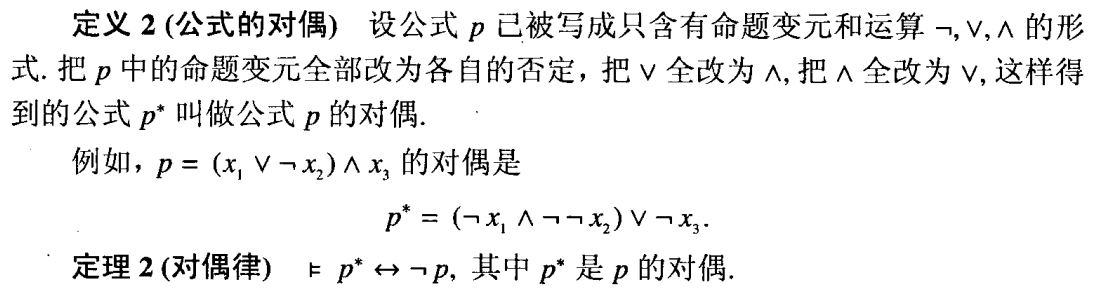 定义 2 (公式的对偶) 设公式 p 已被写成只含有命题变元和运算 ¬,∨,∧ 的形
式. 把 p 中的命题变元全部改为各自的否定，把 ∨ 全改为 ∧, 把 ∧ 全改为 ∨, 这样得
到的公式 p* 叫做公式 p 的对偶.
例如，p = (x₁ ∨ ¬ x₂) ∧ x₃ 的对偶是
p* = (¬ x₁ ∧ ¬ ¬ x₂) ∨ ¬ x₃.
定理 2 (对偶律) ⊨ p* ↔ ¬ p, 其中 p* 是 p 的对偶.